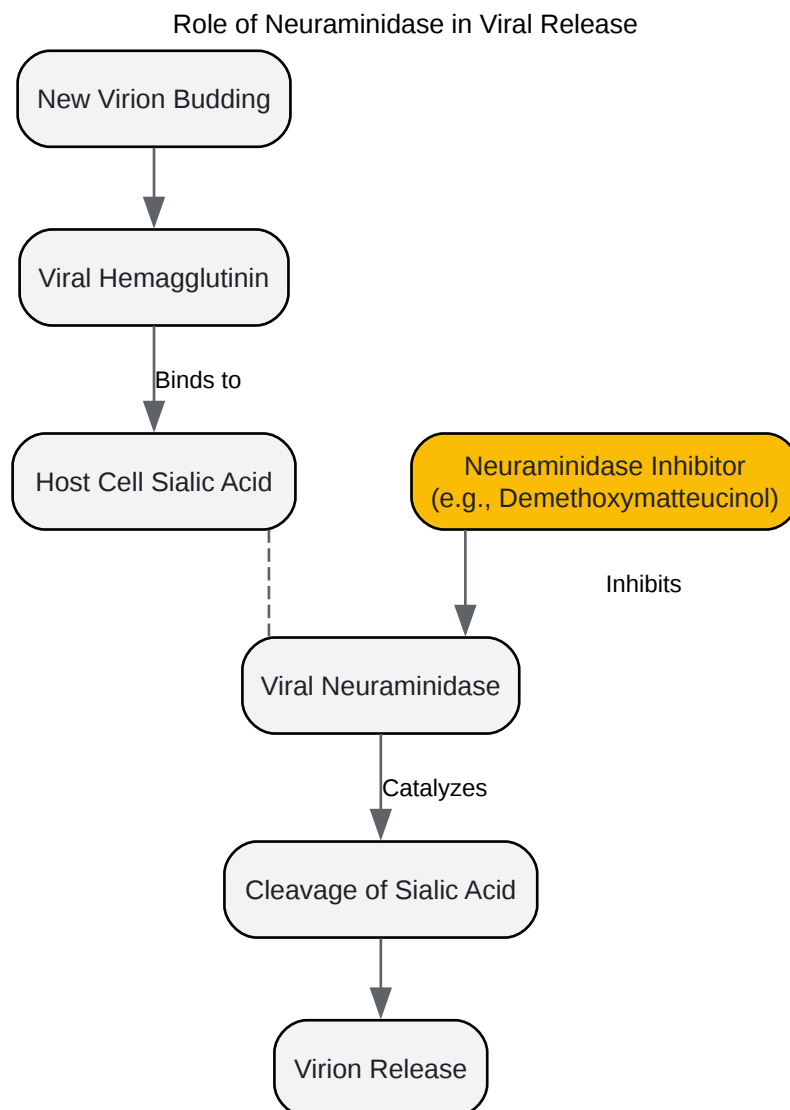 Role of Neuraminidase in Viral Release
New Virion Budding
Viral Hemagglutinin
Binds to
Host Cell Sialic Acid
Neuraminidase Inhibitor
(e.g., Demethoxymatteucinol)
Inhibits
Viral Neuraminidase
Catalyzes
Cleavage of Sialic Acid
Virion Release